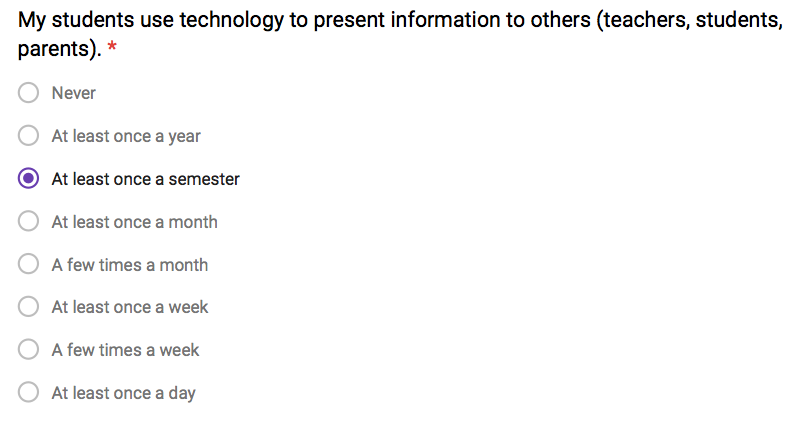 My students use technology to present information to others (teachers, students,
parents). *
Never
At least once a year
At least once a semester
At least once a month
A few times a month
At least once a week
A few times a week
At least once a day